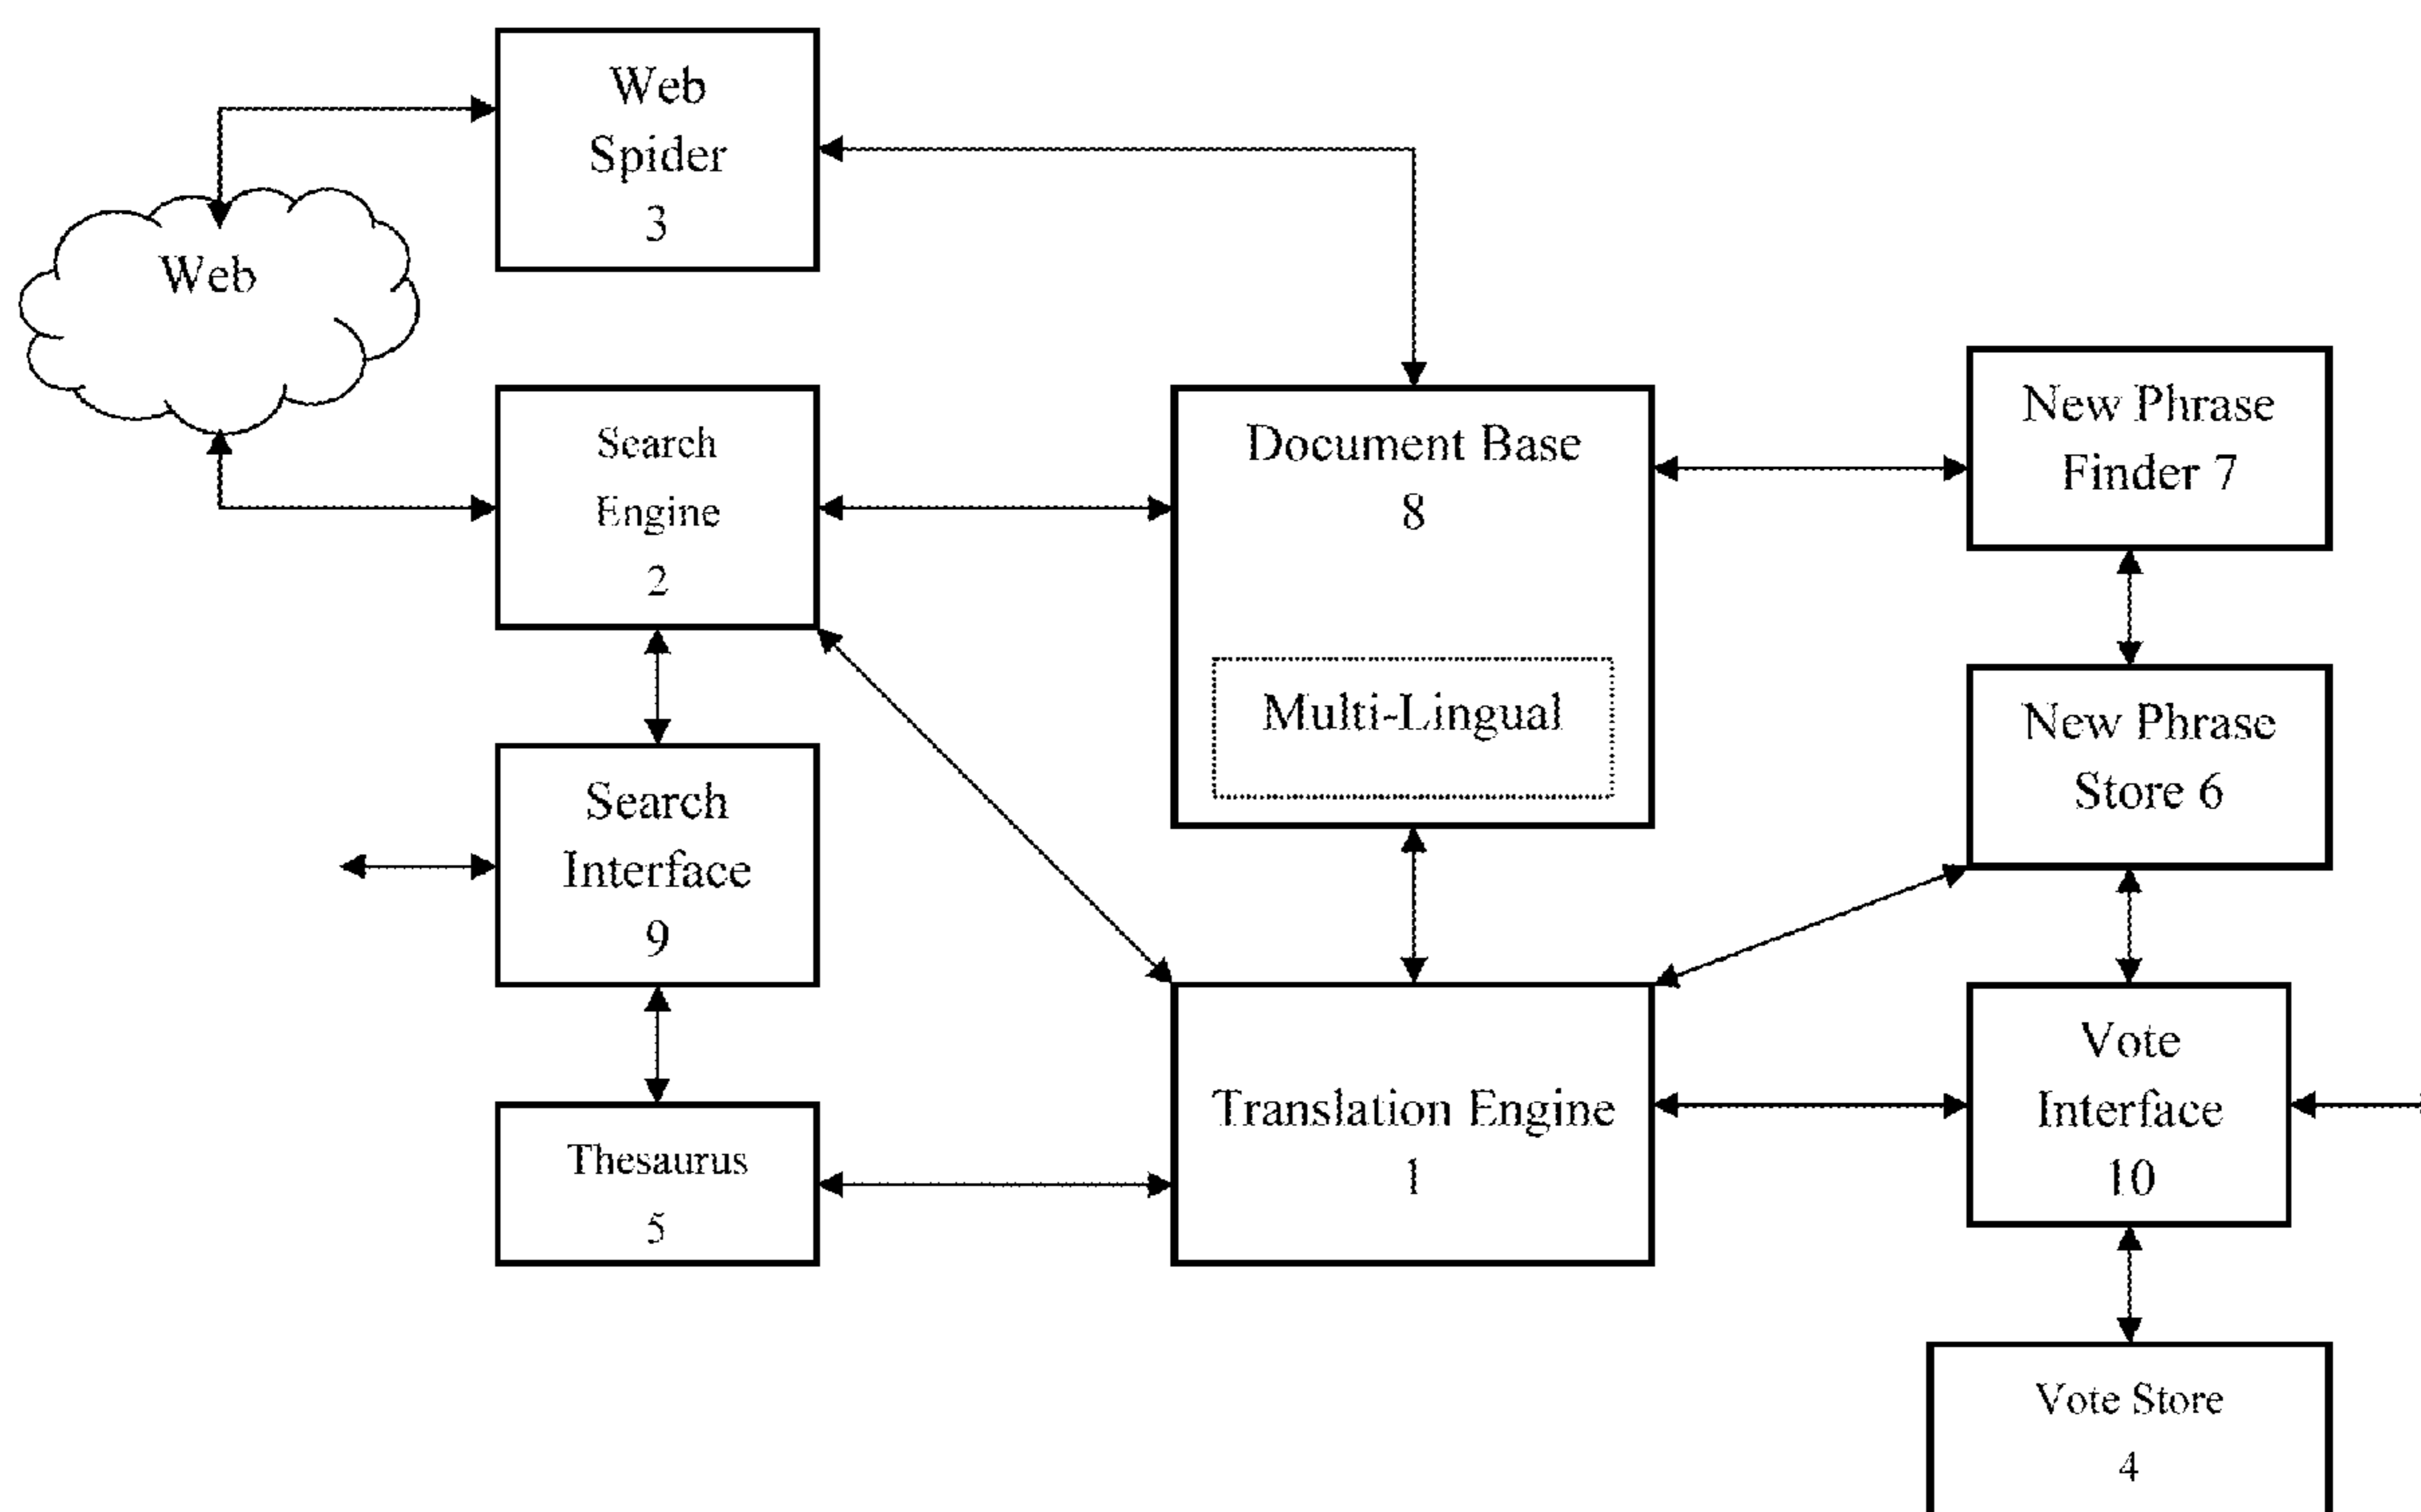 Web
Spider
3
Web
Search
Engine
2
Document Base
8
Multi-Lingual
New Phrase
Finder 7
New Phrase
Store 6
Search
Interface
9
Thesaurus
5
Translation Engine
1
Vote
Interface
10
Vote Store
4